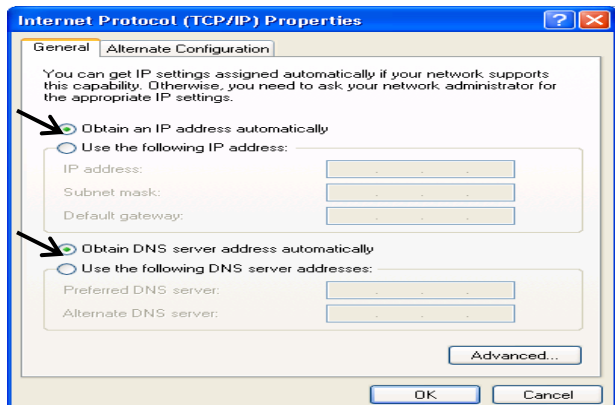 Internet Protocol (TCP/IP) Properties
General
Alternate Configuration
You can get IP settings assigned automatically if your network supports
this capability. Otherwise, you need to ask your network administrator for
the appropriate IP settings.
Obtain an IP address automatically
Use the following IP address:
IP address:
Subnet mask:
Default gateway:
Obtain DNS server address automatically
Use the following DNS server addresses:
Preferred DNS server:
Alternate DNS server:
Advanced...
OK
Cancel